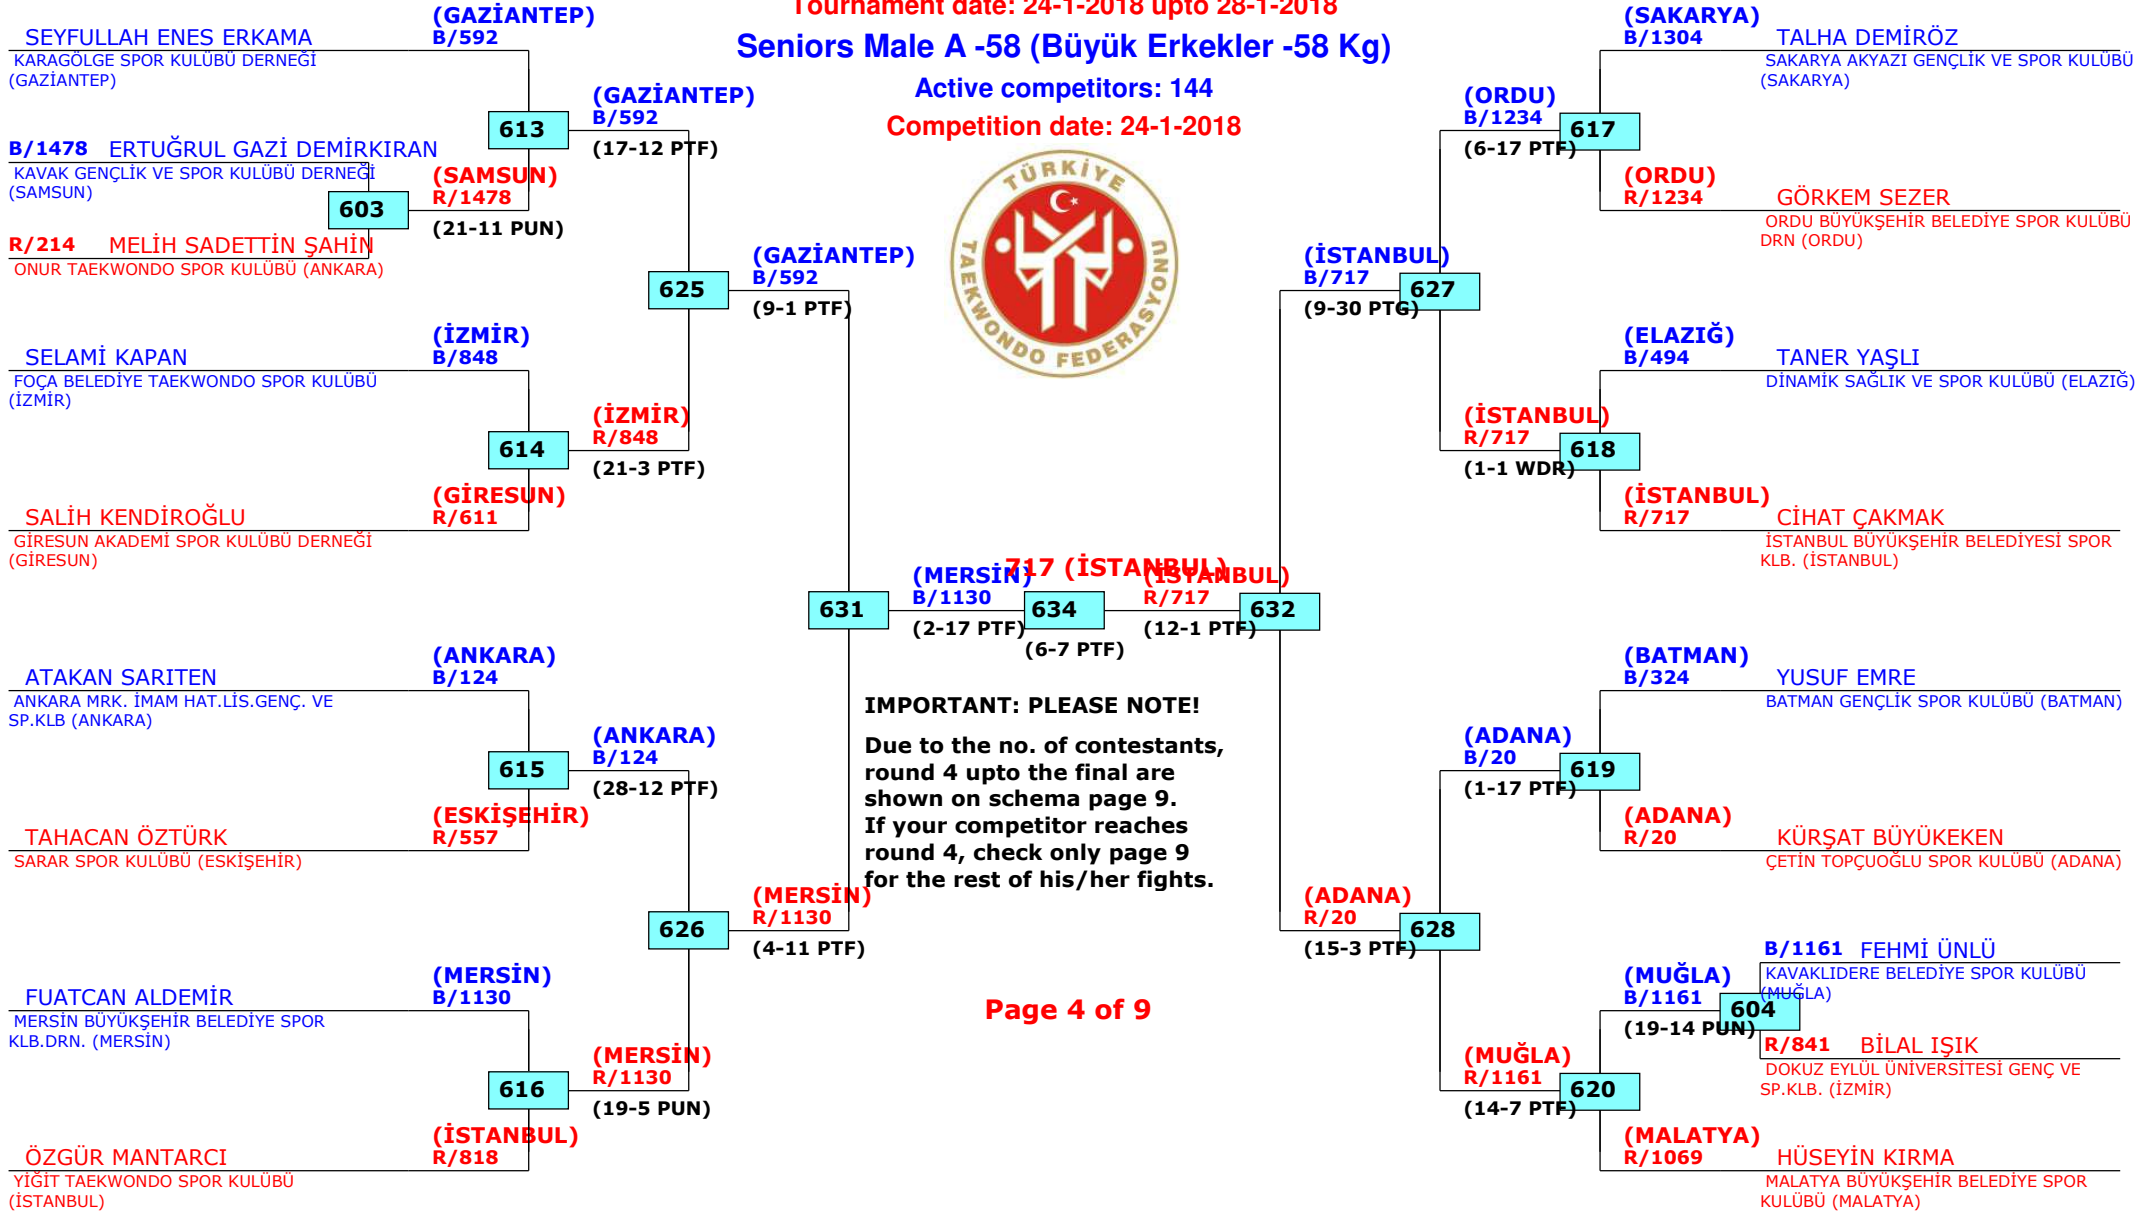 Tournament date: 24-1-2018 upto 28-1-2018
Seniors Male A -58 (Büyük Erkekler -58 Kg)
Active competitors: 144
Competition date: 24-1-2018
TÜRKİYE
TAEKWONDO FEDERASYONU
(GAZİANTEP)
SEYFULLAH ENES ERKAMA
B/592
KARAGÖLGE SPOR KULÜBÜ DERNEĞİ
(GAZİANTEP)
613
(GAZİANTEP)
B/592
(17-12 PTF)
B/1478 ERTUĞRUL GAZİ DEMİRKIRAN
KAVAK GENÇLİK VE SPOR KULÜBÜ DERNEĞİ
(SAMSUN)
603
(SAMSUN)
R/1478
(21-11 PUN)
R/214 MELİH SADETTİN ŞAHİN
ONUR TAEKWONDO SPOR KULÜBÜ (ANKARA)
625
(GAZİANTEP)
B/592
(9-1 PTF)
(İZMİR)
SELAMİ KAPAN
B/848
FOÇA BELEDİYE TAEKWONDO SPOR KULÜBÜ
(İZMİR)
614
(İZMİR)
R/848
(21-3 PTF)
(GİRESUN)
SALİH KENDİROĞLU
R/611
GİRESUN AKADEMİ SPOR KULÜBÜ DERNEĞİ
(GİRESUN)
631
(MERSİN)
B/1130
(2-17 PTF)
717 (İSTANBUL)
634
(6-7 PTF)
(İSTANBUL)
R/717
(12-1 PTF)
632
(ANKARA)
ATAKAN SARITEN
B/124
ANKARA MRK. İMAM HAT.LİS.GENÇ. VE
SP.KLB (ANKARA)
615
(ANKARA)
B/124
(28-12 PTF)
(ESKİŞEHİR)
TAHACAN ÖZTÜRK
R/557
SARAR SPOR KULÜBÜ (ESKİŞEHİR)
626
(MERSİN)
R/1130
(4-11 PTF)
(MERSİN)
FUATCAN ALDEMİR
B/1130
MERSİN BÜYÜKŞEHİR BELEDİYE SPOR
KLB.DRN. (MERSİN)
616
(MERSİN)
R/1130
(19-5 PUN)
(İSTANBUL)
ÖZGÜR MANTARCI
R/818
YİĞİT TAEKWONDO SPOR KULÜBÜ
(İSTANBUL)
IMPORTANT: PLEASE NOTE!
Due to the no. of contestants,
round 4 upto the final are
shown on schema page 9.
If your competitor reaches
round 4, check only page 9
for the rest of his/her fights.
Page 4 of 9
(SAKARYA)
B/1304 TALHA DEMİRÖZ
SAKARYA AKYAZI GENÇLİK VE SPOR KULÜBÜ
(SAKARYA)
(ORDU)
B/1234
(6-17 PTF)
617
(ORDU)
R/1234 GÖRKEM SEZER
ORDU BÜYÜKŞEHİR BELEDİYE SPOR KULÜBÜ
DRN (ORDU)
(İSTANBUL)
B/717
(9-30 PTG)
627
(ELAZIĞ)
B/494 TANER YAŞLI
DİNAMİK SAĞLIK VE SPOR KULÜBÜ (ELAZIĞ)
(İSTANBUL)
R/717
(1-1 WDR)
618
(İSTANBUL)
R/717 CİHAT ÇAKMAK
İSTANBUL BÜYÜKŞEHİR BELEDİYESİ SPOR
KLB. (İSTANBUL)
(BATMAN)
B/324 YUSUF EMRE
BATMAN GENÇLİK SPOR KULÜBÜ (BATMAN)
(ADANA)
B/20
(1-17 PTF)
619
(ADANA)
R/20 KÜRŞAT BÜYÜKEKEN
ÇETİN TOPÇUOĞLU SPOR KULÜBÜ (ADANA)
(ADANA)
R/20
(15-3 PTF)
628
B/1161 FEHMİ ÜNLÜ
KAVAKLIDERE BELEDİYE SPOR KULÜBÜ
(MUĞLA)
(MUĞLA)
B/1161
(19-14 PUN)
604
R/841 BİLAL IŞIK
DOKUZ EYLÜL ÜNİVERSİTESİ GENÇ VE
SP.KLB. (İZMİR)
(MUĞLA)
R/1161
(14-7 PTF)
620
(MALATYA)
R/1069 HÜSEYİN KIRMA
MALATYA BÜYÜKŞEHİR BELEDİYE SPOR
KULÜBÜ (MALATYA)